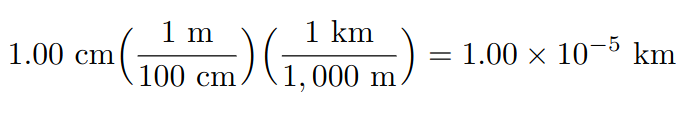 1.00 cm(1 m/100 cm)(1 km/1,000 m) = 1.00 × 10⁻⁵ km